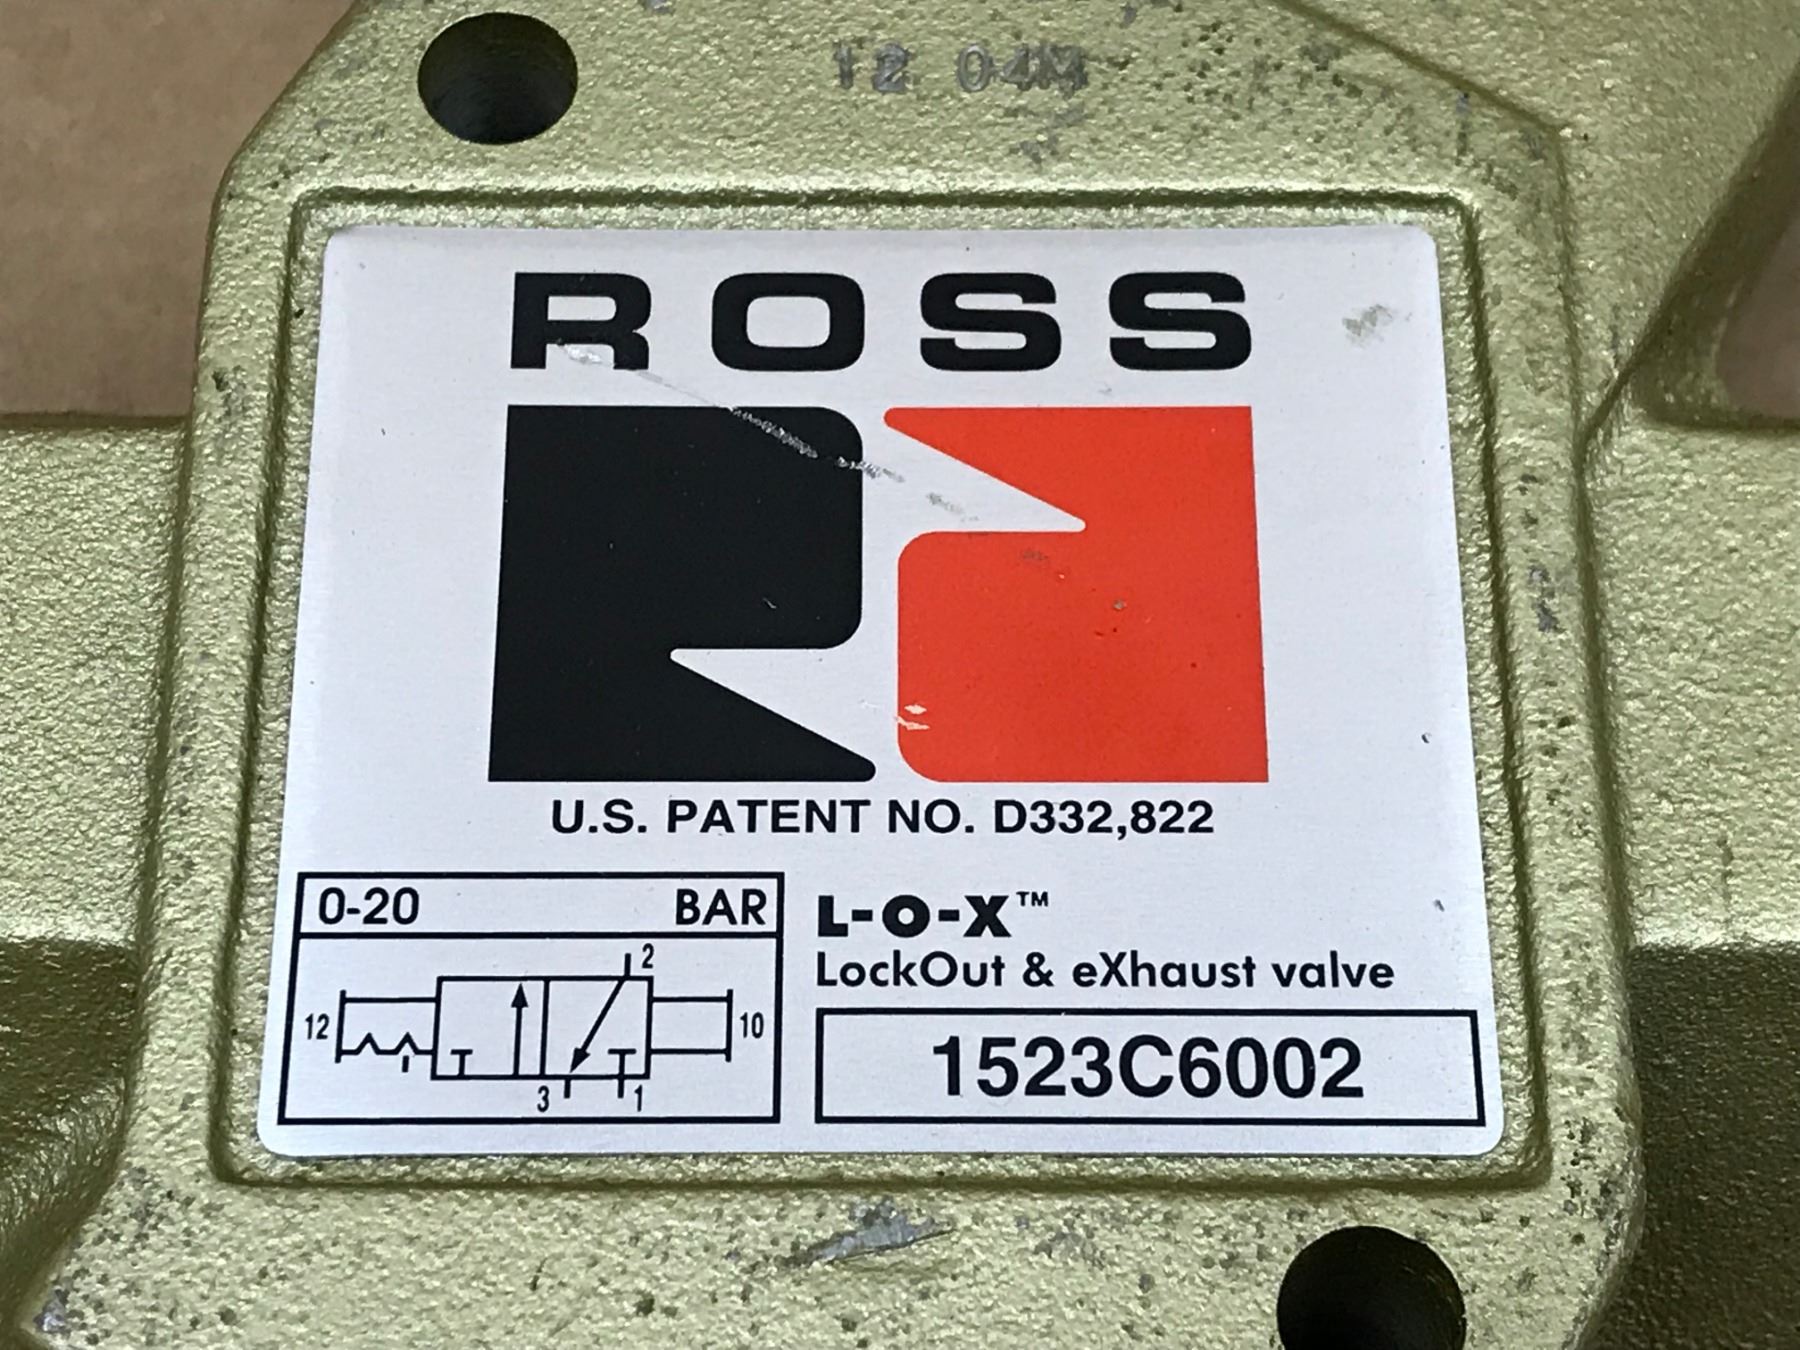 12 04M
ROSS
U.S. PATENT NO. D332,822
0-20 BAR
2
12
10
3
1
L-O-X™
LockOut & eXhaust valve
1523C6002